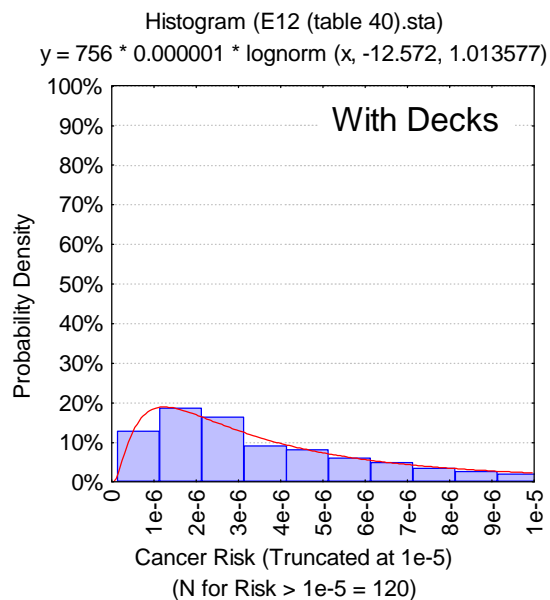 Histogram (E12 (table 40).sta)
y = 756 * 0.000001 * lognorm (x, -12.572, 1.013577)
With Decks
Probability Density
100%
90%
80%
70%
60%
50%
40%
30%
20%
10%
0%
0
1e-6
2e-6
3e-6
4e-6
5e-6
6e-6
7e-6
8e-6
9e-6
1e-5
Cancer Risk (Truncated at 1e-5)
(N for Risk > 1e-5 = 120)